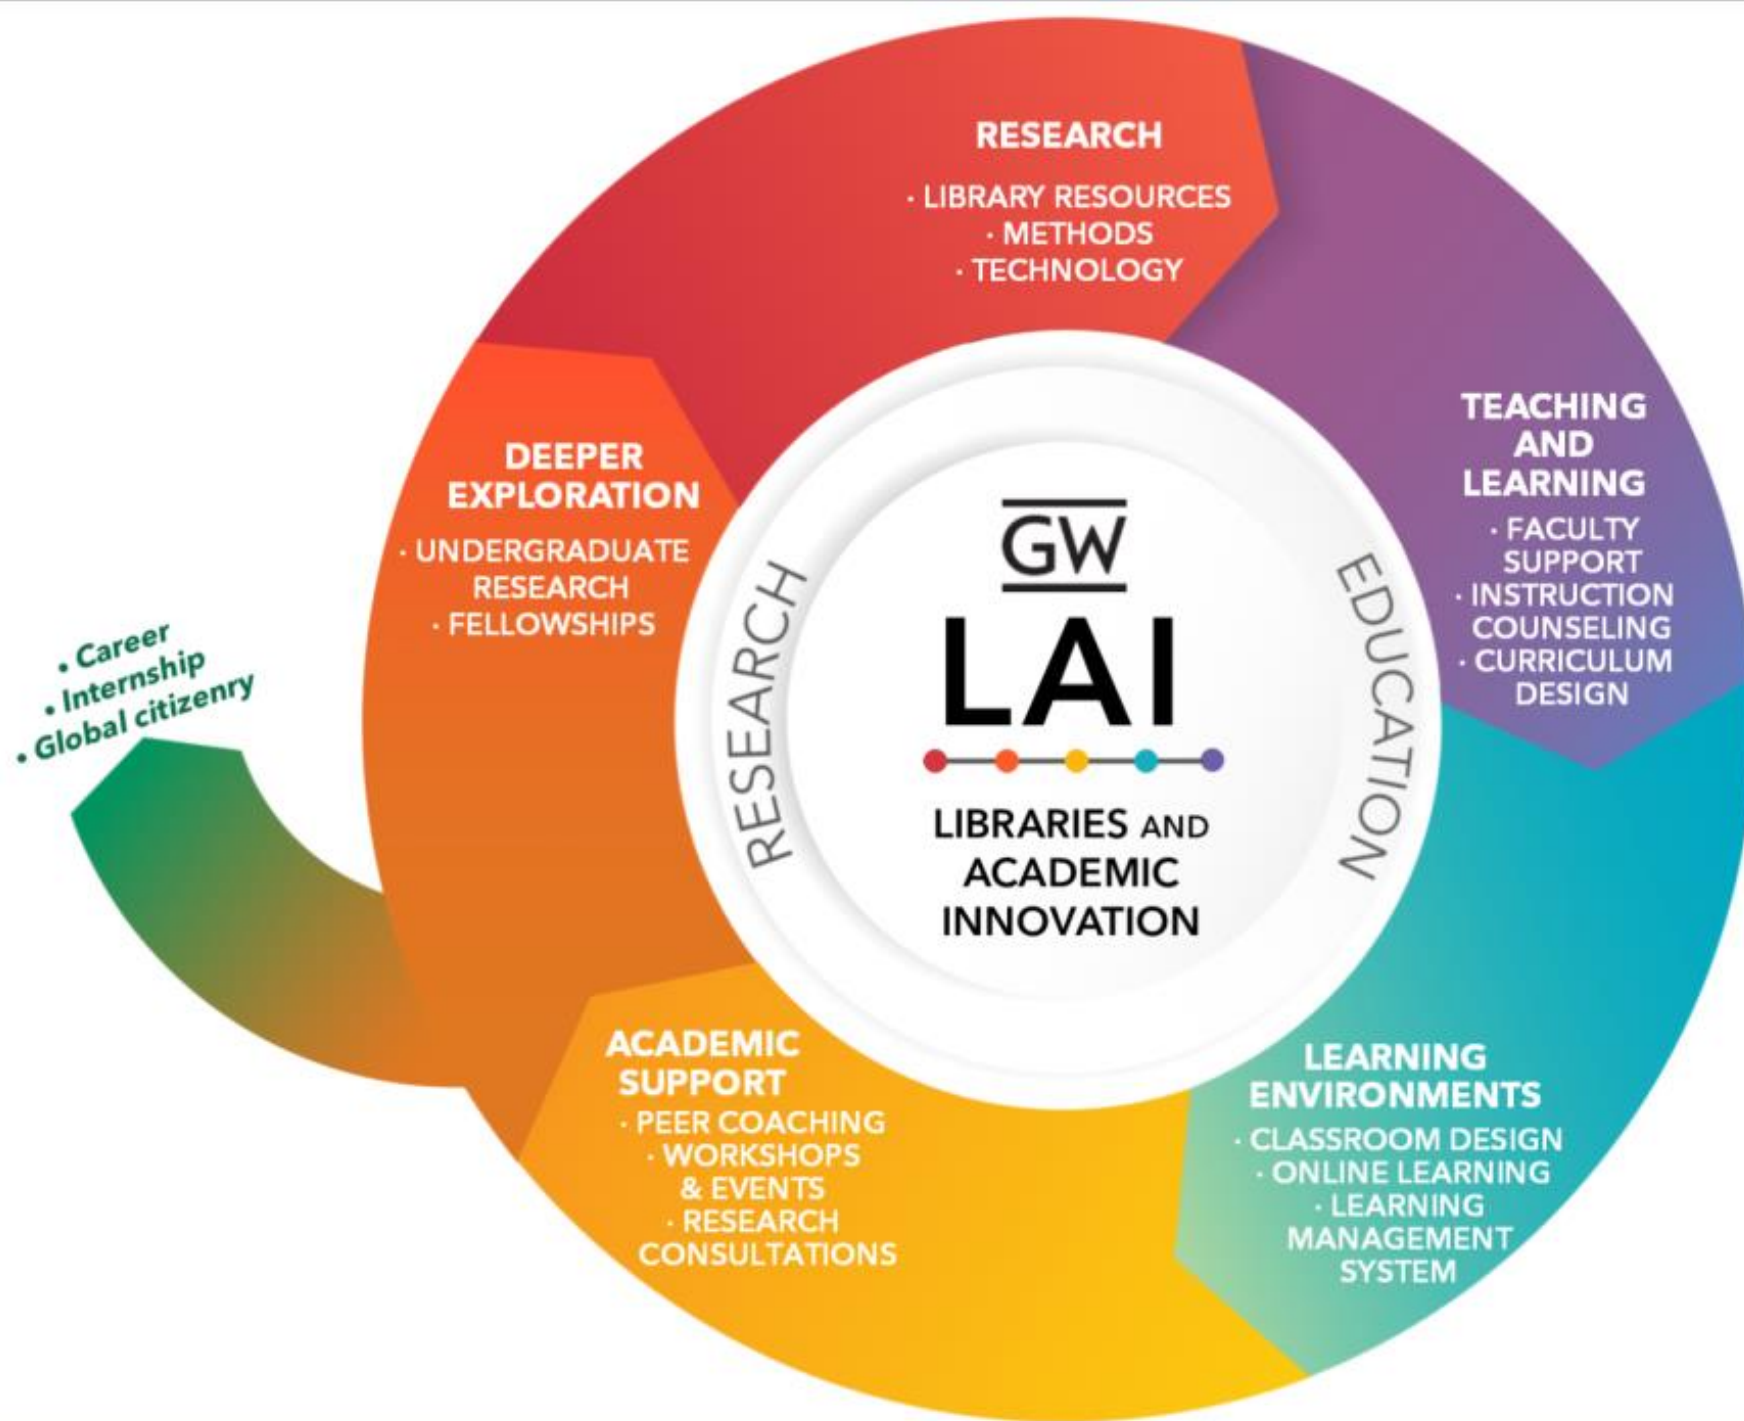 RESEARCH
· LIBRARY RESOURCES
· METHODS
· TECHNOLOGY
TEACHING
AND
LEARNING
· FACULTY
SUPPORT
· INSTRUCTION
COUNSELING
· CURRICULUM
DESIGN
LEARNING
ENVIRONMENTS
· CLASSROOM DESIGN
· ONLINE LEARNING
· LEARNING
MANAGEMENT
SYSTEM
ACADEMIC
SUPPORT
· PEER COACHING
· WORKSHOPS
& EVENTS
· RESEARCH
CONSULTATIONS
DEEPER
EXPLORATION
· UNDERGRADUATE
RESEARCH
· FELLOWSHIPS
• Career
• Internship
• Global citizenry
RESEARCH
EDUCATION
GW
LAI
LIBRARIES AND
ACADEMIC
INNOVATION